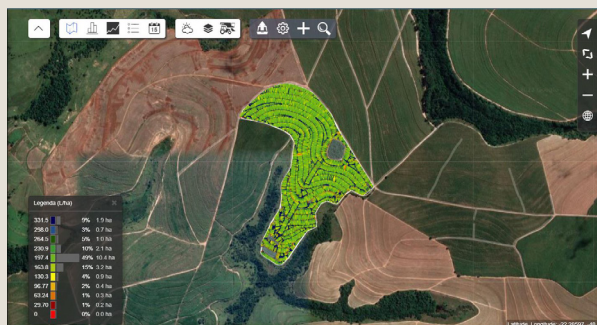 15
Legenda (L/ha)
331.5 9% 1.9 ha
298.0 3% 0.7 ha
264.5 5% 1.0 ha
230.9 10% 2.1 ha
197.4 49% 10.4 ha
163.8 15% 3.2 ha
130.3 4% 0.9 ha
96.77 2% 0.4 ha
63.24 1% 0.3 ha
29.70 1% 0.2 ha
0 0% 0.0 ha
Latitude, Longitude: